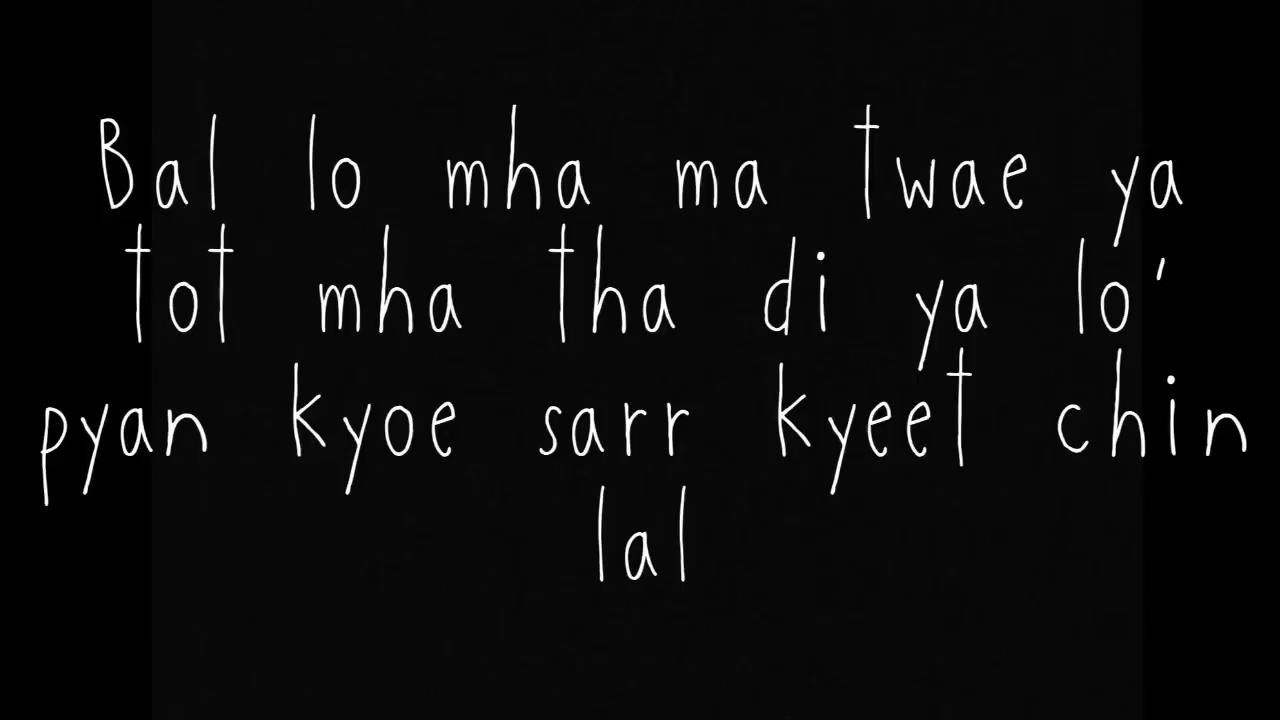 Bal lo mha ma twae ya
tot mha tha di ya lo'
pyan kyoe sarr kyeet chin
lal